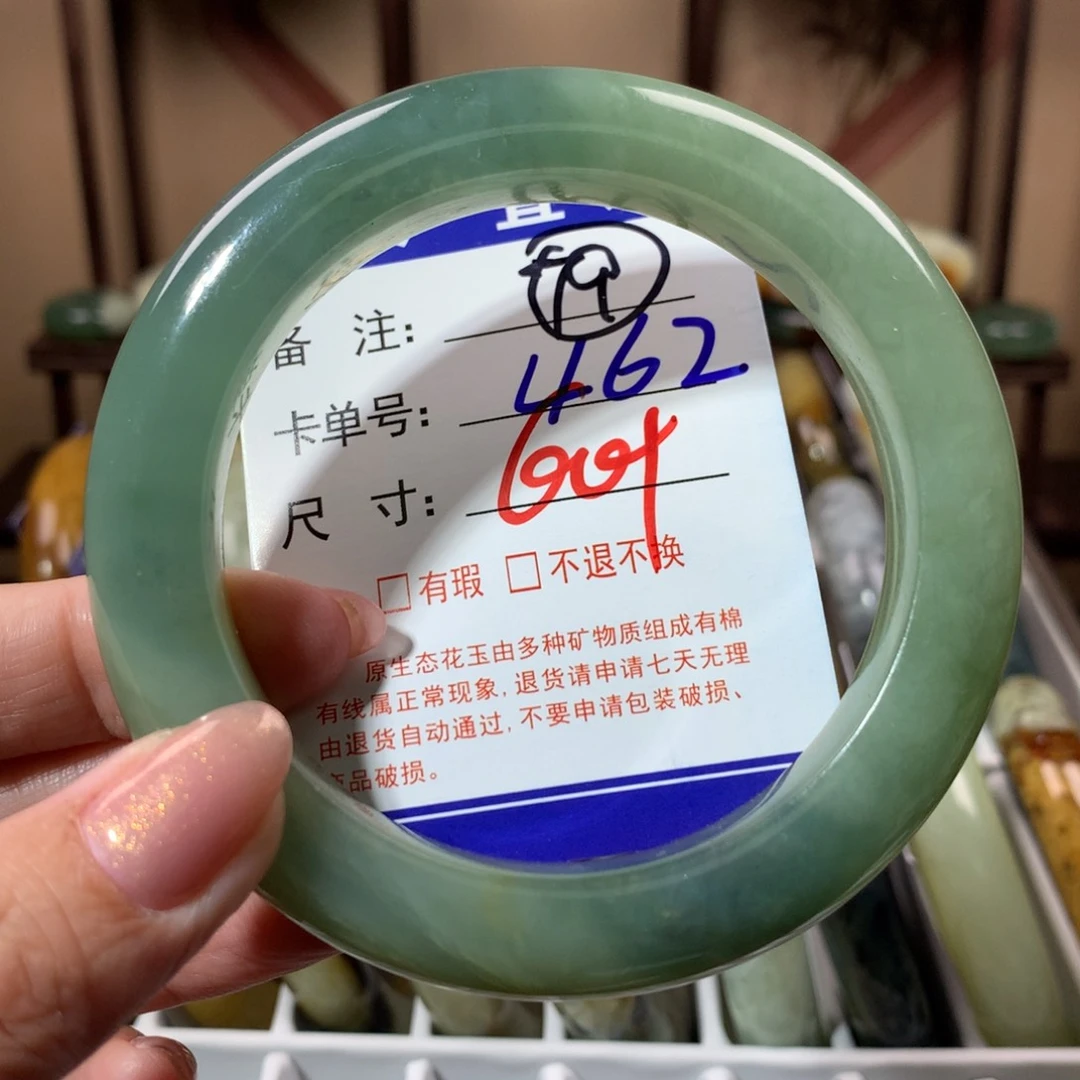 宜
备 注: f9
卡单号: 462
尺 寸:
□有瑕 □不退不换
原生态花玉由多种矿物质组成有棉
有线属正常现象,退货请申请七天无理
由退货自动通过,不要申请包装破损、
产品破损。